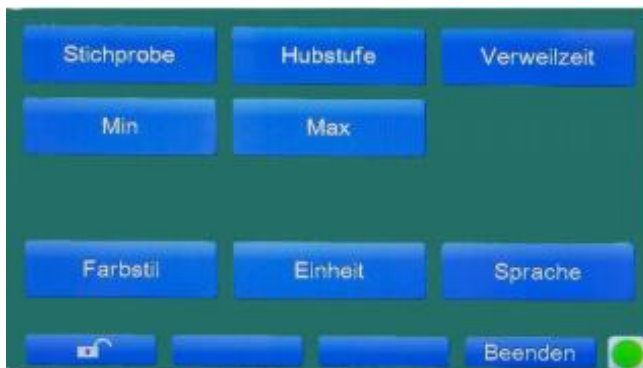 Stichprobe Hubstufe Verweilzeit
Min Max
Farbstil Einheit Sprache
Beenden